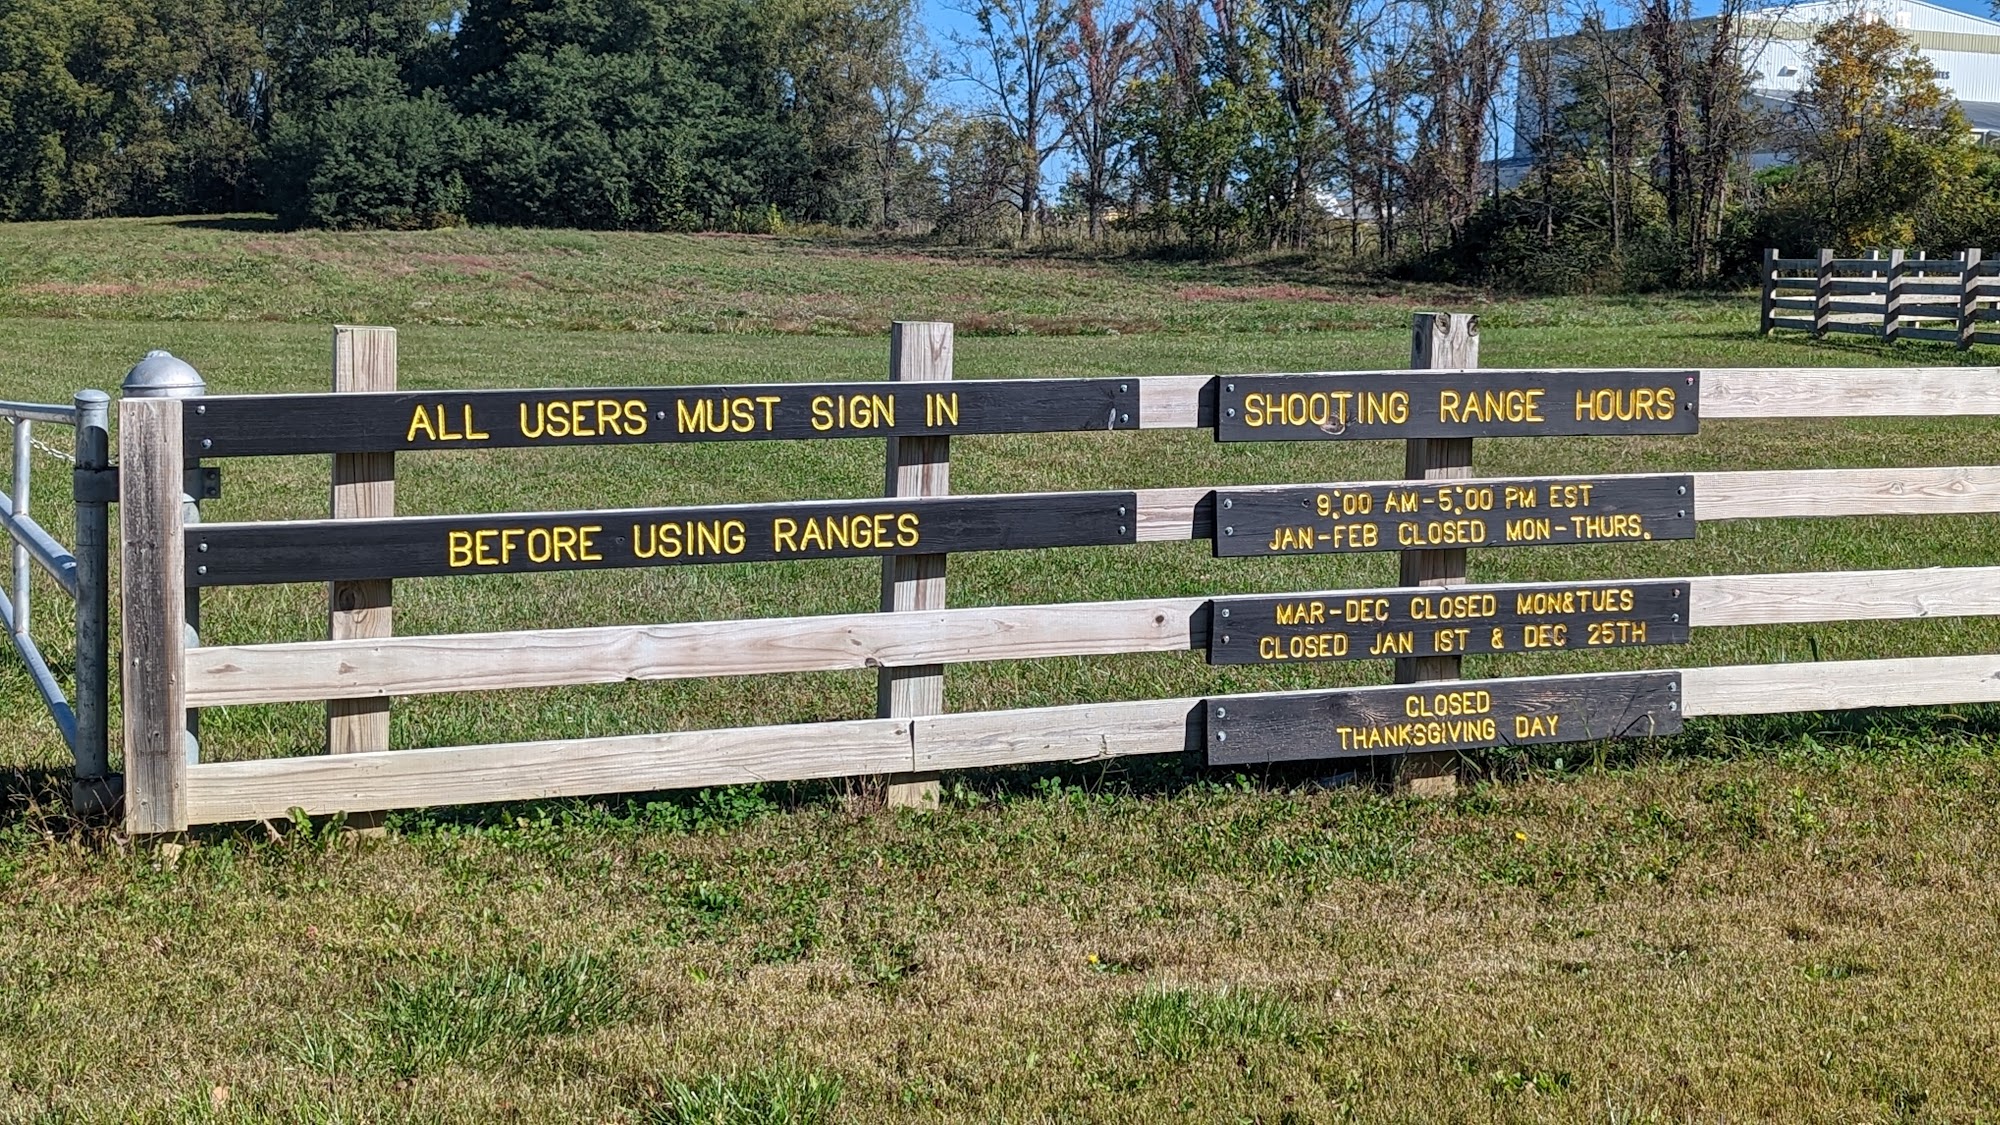 ALL USERS MUST SIGN IN
BEFORE USING RANGES
SHOOTING RANGE HOURS
9:00 AM-5:00 PM EST
JAN-FEB CLOSED MON-THURS.
MAR-DEC CLOSED MON&TUES
CLOSED JAN 1ST & DEC 25TH
CLOSED
THANKSGIVING DAY